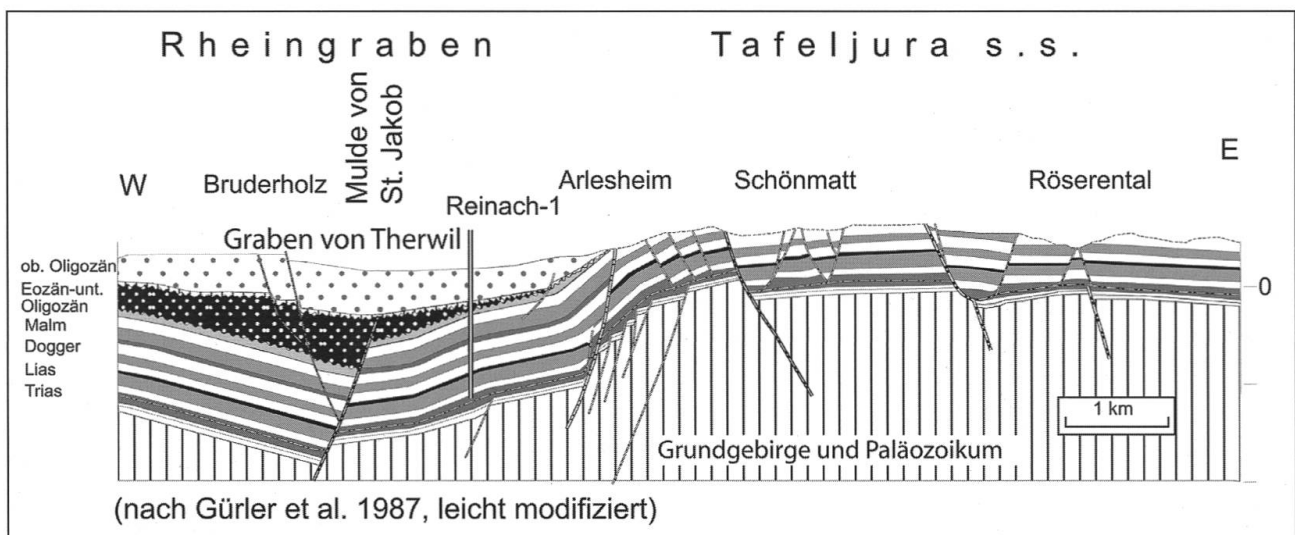 Rheingraben
Tafeljura s.s.
Mulde von
St. Jakob
W
Bruderholz
Reinach-1
Arlesheim
Schönmatt
Röserental
E
Graben von Therwil
ob. Oligozän
Eozän-unt.
Oligozän
Malm
Dogger
Lias
Trias
0
1 km
Grundgebirge und Paläozoikum
(nach Gürler et al. 1987, leicht modifiziert)